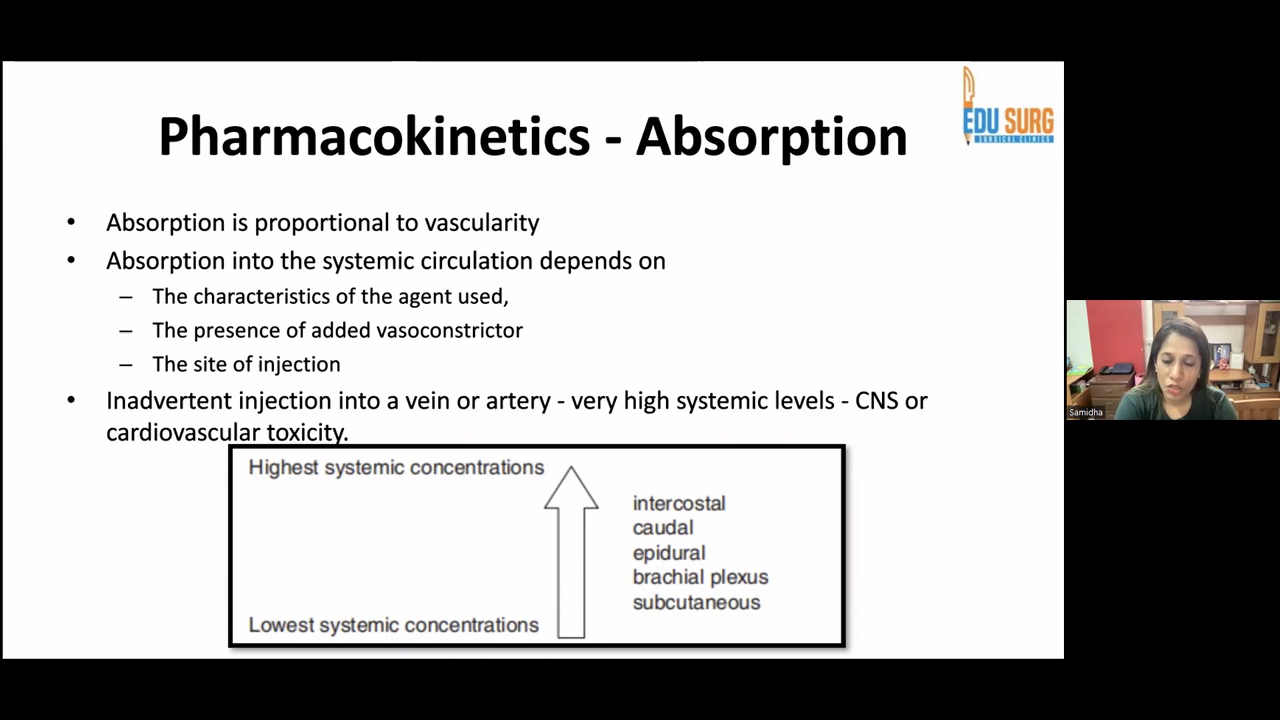 EDU SURG
SURGICAL CLINICS
Pharmacokinetics - Absorption
• Absorption is proportional to vascularity
• Absorption into the systemic circulation depends on
– The characteristics of the agent used,
– The presence of added vasoconstrictor
– The site of injection
• Inadvertent injection into a vein or artery - very high systemic levels - CNS or
cardiovascular toxicity.
Highest systemic concentrations
intercostal
caudal
epidural
brachial plexus
subcutaneous
Lowest systemic concentrations
Samidha